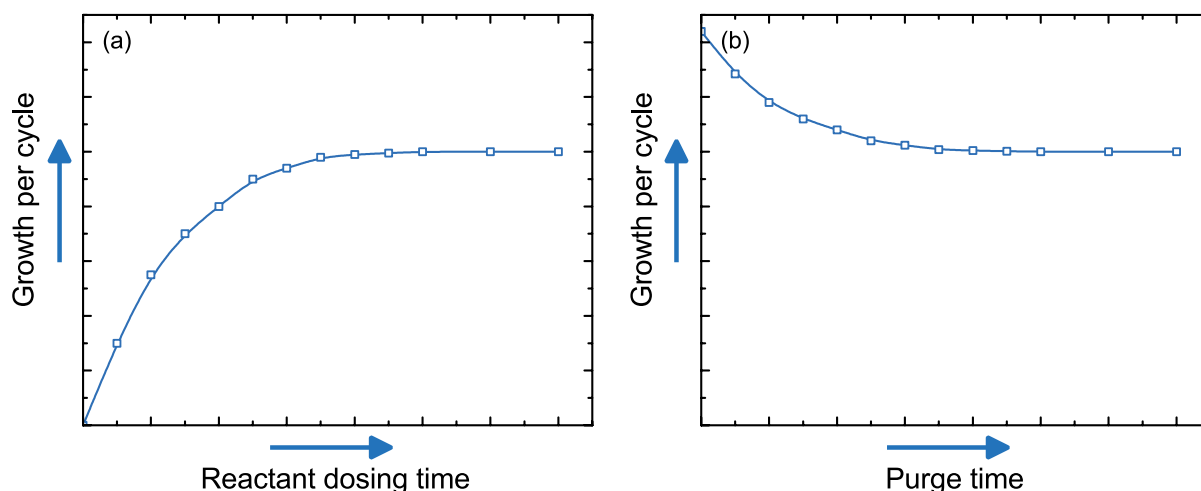 (a)
Growth per cycle
Reactant dosing time
(b)
Growth per cycle
Purge time